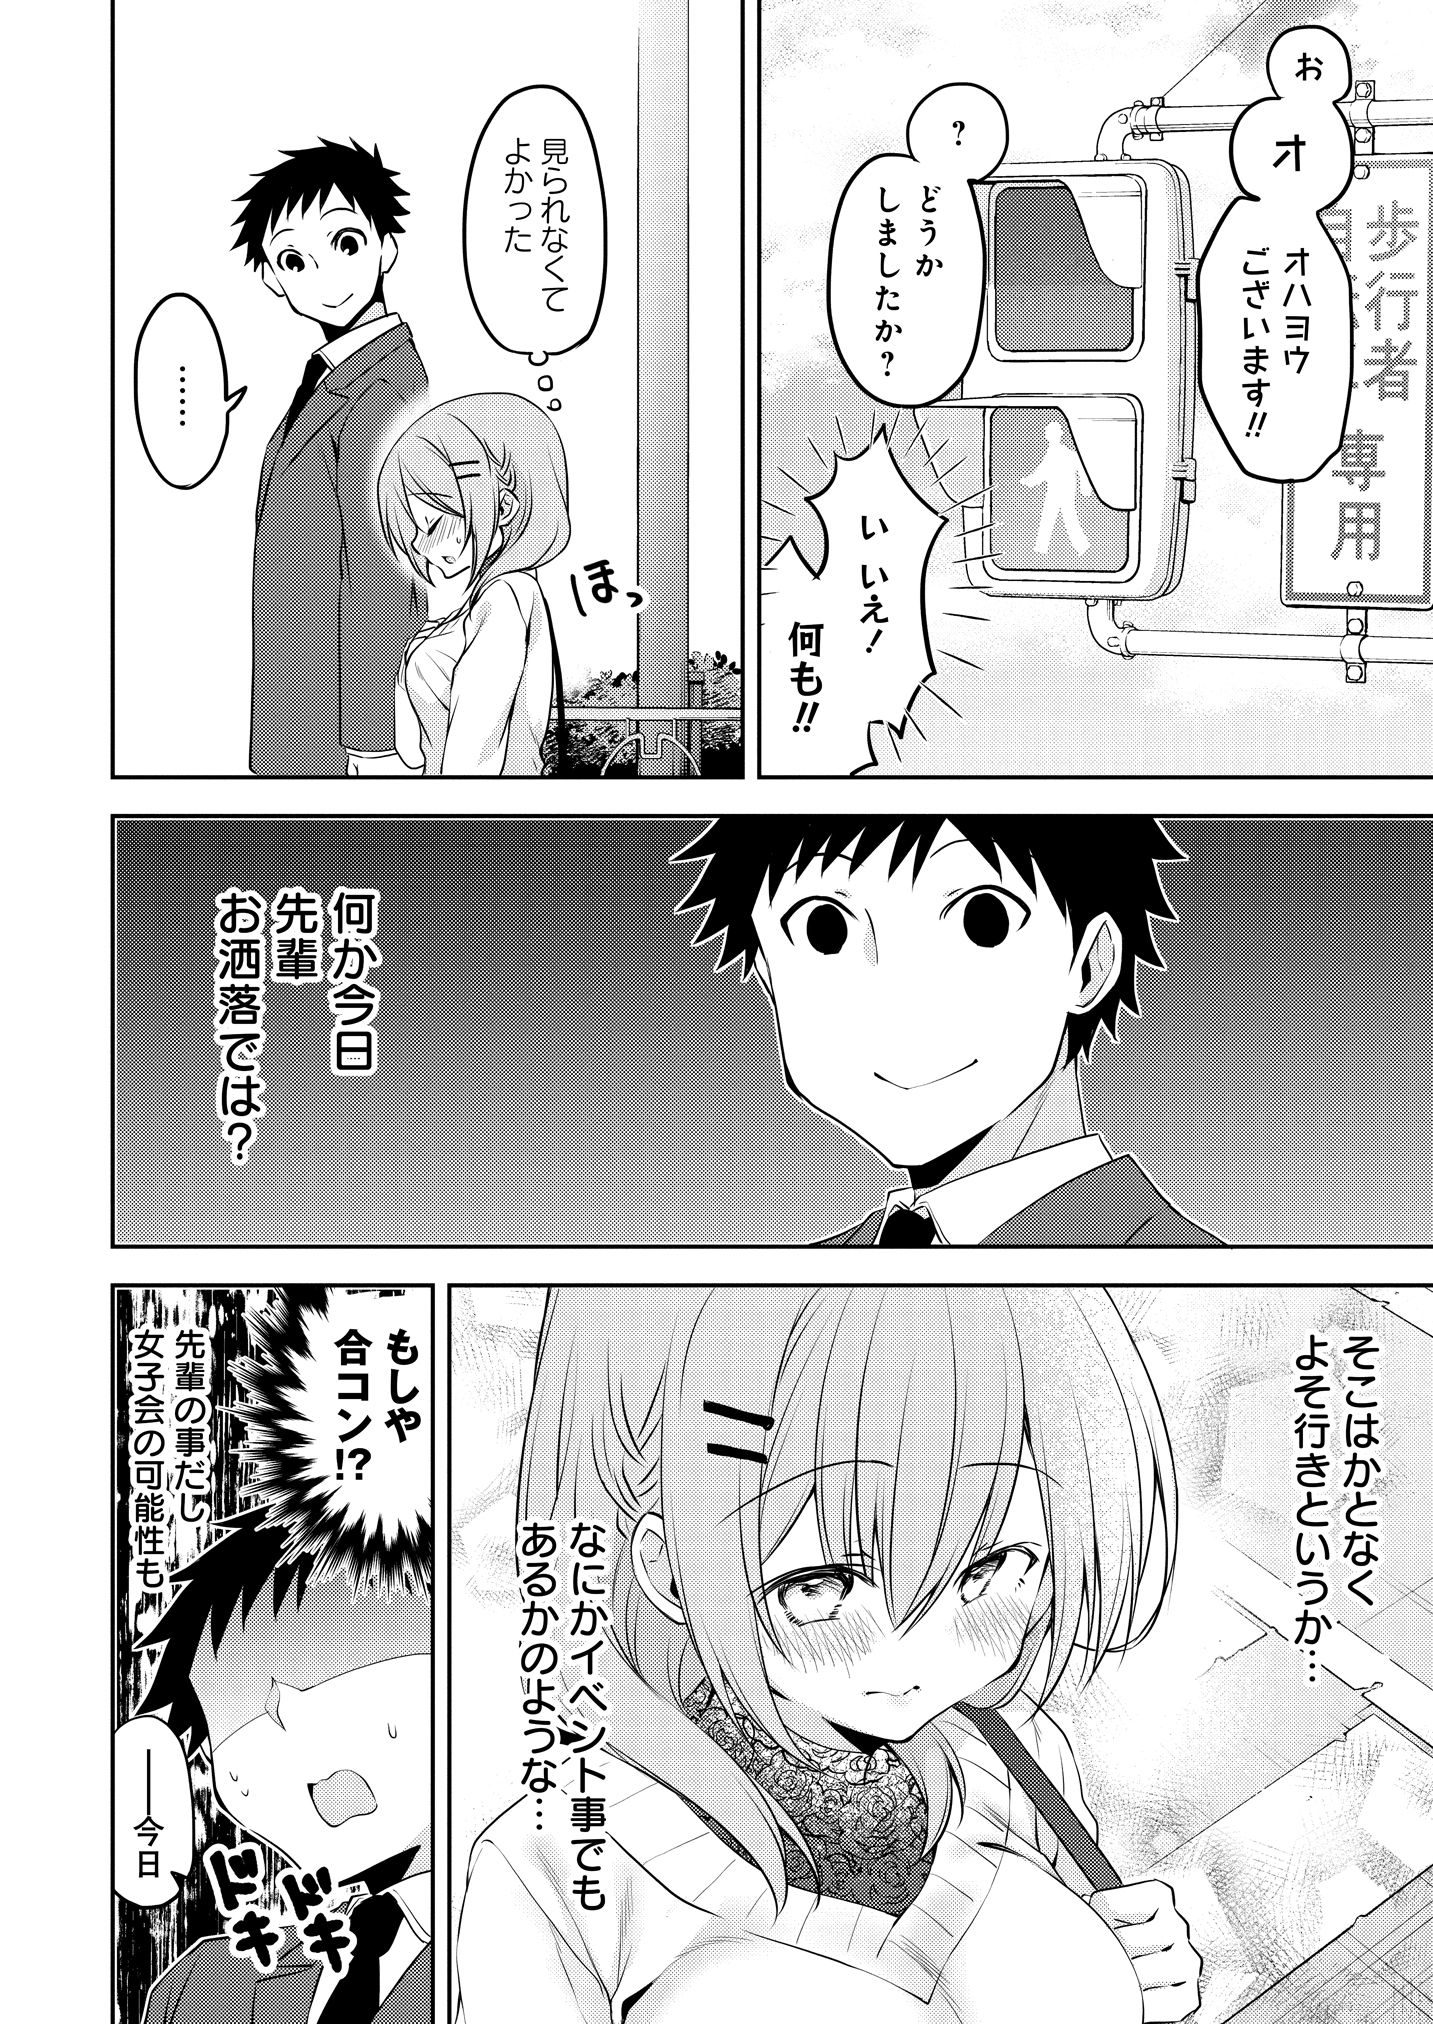 お
オ
オハヨウ
ございます!!
歩行者
専用
?
どうか
しましたか?
い いえ!
何も!!
見られなくて
よかった
ほっ
……
何か今日
先輩
お洒落では?
そこはかとなく
よそ行きというか…
なにかイベント事でも
あるかのような…
もしや
合コン!?
先輩の事だし
女子会の可能性も
――今日
ドキ
ドキ